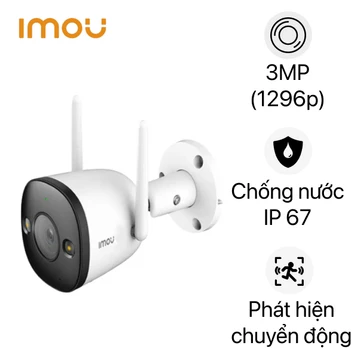 imou
3MP
(1296p)
imou
Chống nước
IP 67
Phát hiện
chuyển động